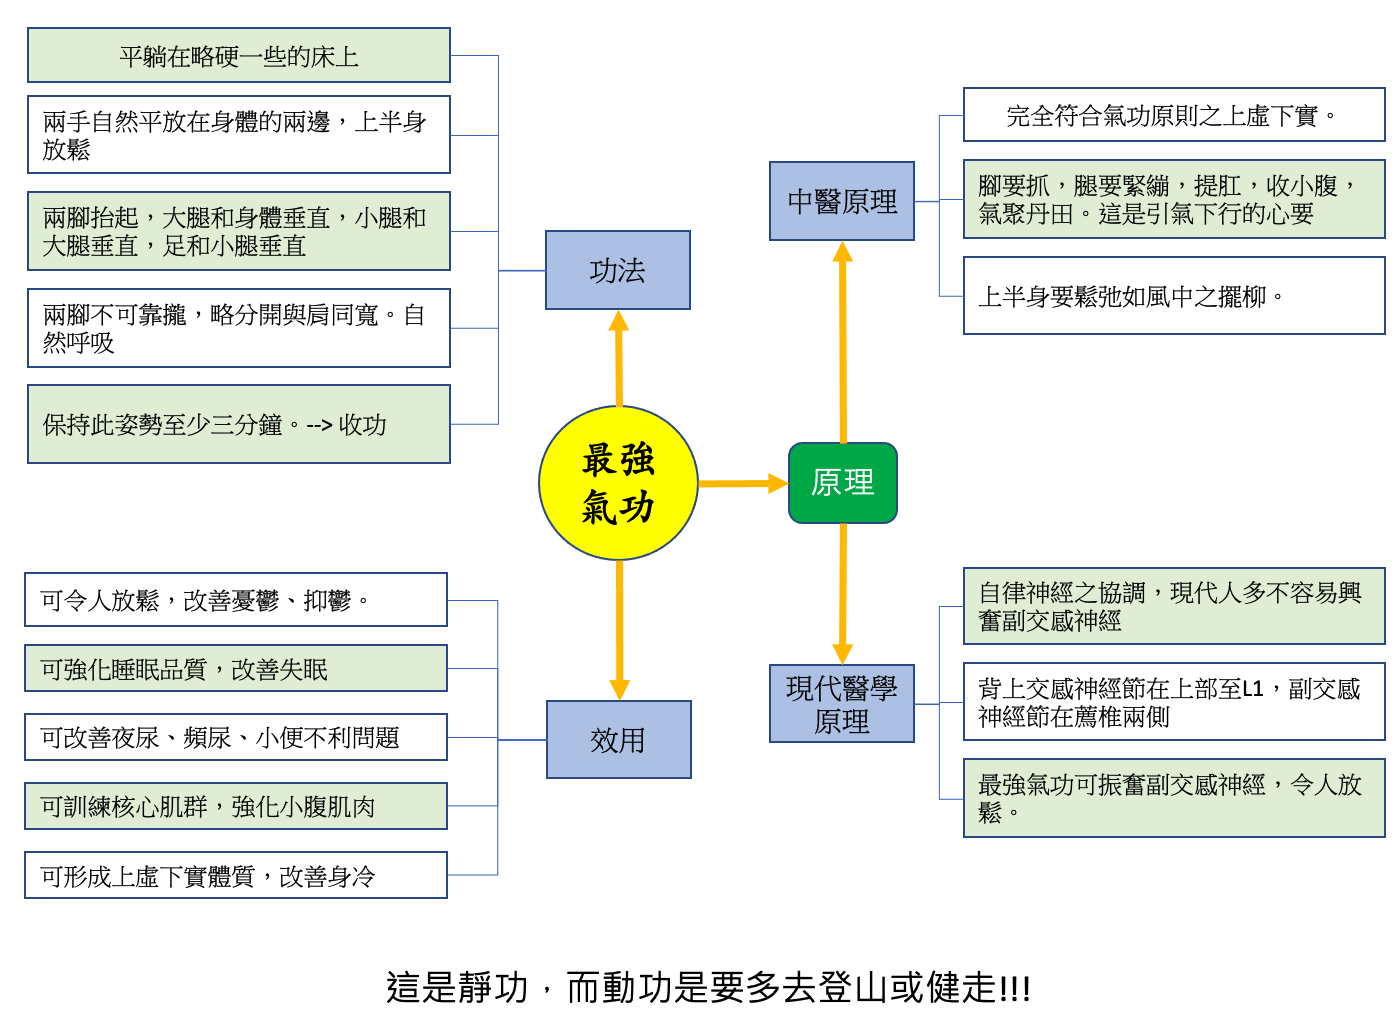 平躺在略硬一些的床上
兩手自然平放在身體的兩邊，上半身
放鬆
兩腳抬起，大腿和身體垂直，小腿和
大腿垂直，足和小腿垂直
兩腳不可靠攏，略分開與肩同寬。自
然呼吸
保持此姿勢至少三分鐘。--> 收功
功法
最強
氣功
原理
中醫原理
完全符合氣功原則之上虛下實。
腳要抓，腿要緊繃，提肛，收小腹，
氣聚丹田。這是引氣下行的心要
上半身要鬆弛如風中之擺柳。
現代醫學
原理
自律神經之協調，現代人多不容易興
奮副交感神經
背上交感神經節在上部至L1，副交感
神經節在薦椎兩側
最強氣功可振奮副交感神經，令人放
鬆。
效用
可令人放鬆，改善憂鬱、抑鬱。
可強化睡眠品質，改善失眠
可改善夜尿、頻尿、小便不利問題
可訓練核心肌群，強化小腹肌肉
可形成上虛下實體質，改善身冷
這是靜功，而動功是要多去登山或健走!!!